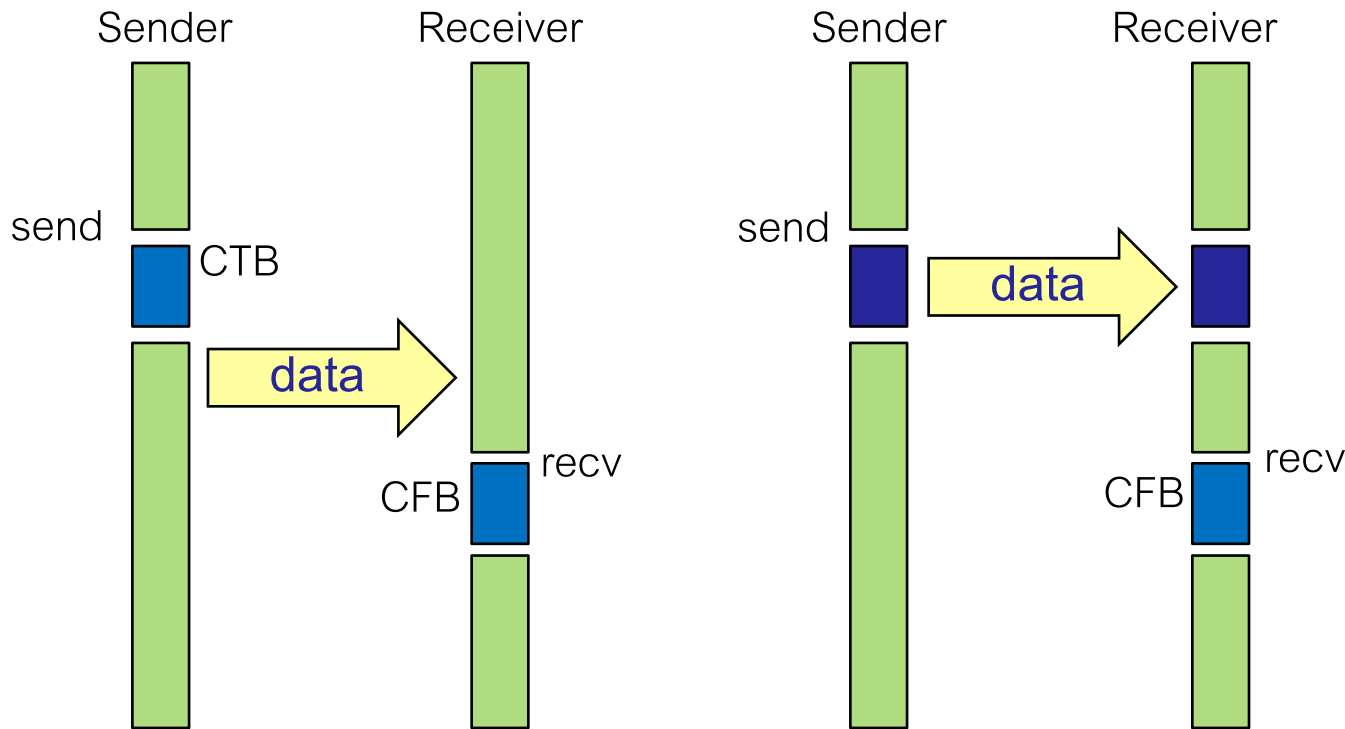 Sender
Receiver
send
CTB
data
recv
CFB
Sender
Receiver
send
data
recv
CFB